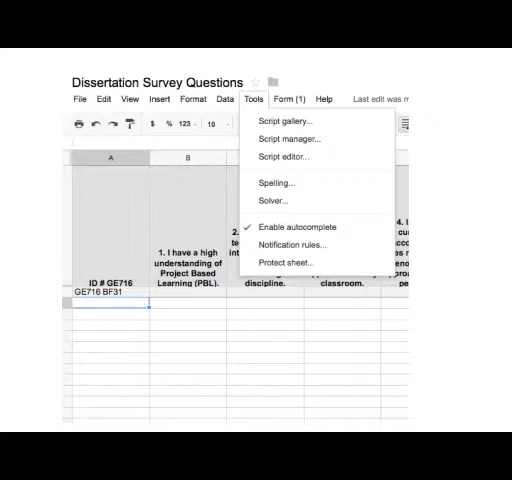 Dissertation Survey Questions
File Edit View Insert Format Data Tools Form (1) Help Last edit was m
$ % 123 10
Script gallery...
Script manager...
Script editor...
Spelling...
Solver...
Enable autocomplete
Notification rules...
Protect sheet...
A B
ID # GE716
1. I have a high
understanding of
Project Based
Learning (PBL).
2.
discipline.
classroom.
4. I
GE716 BF31